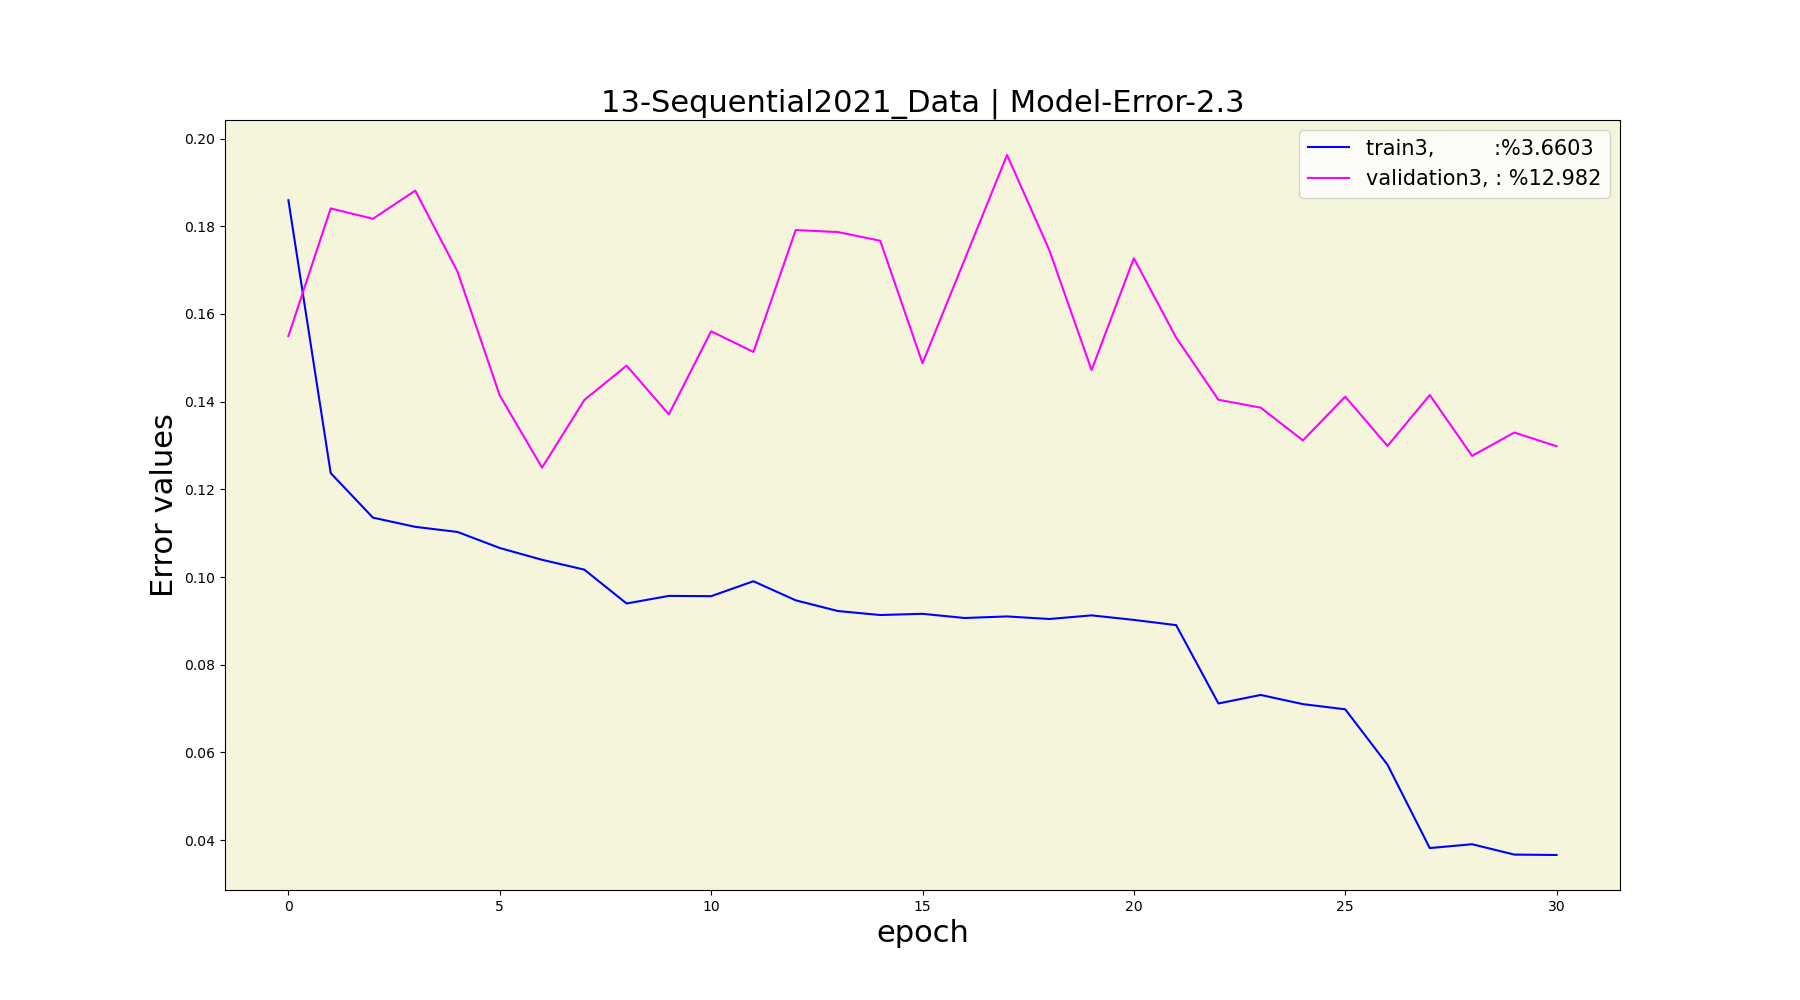 13-Sequential2021_Data | Model-Error-2.3
train3, :%3.6603
validation3, : %12.982
Error values
0.20
0.18
0.16
0.14
0.12
0.10
0.08
0.06
0.04
0 5 10 15 20 25 30
epoch